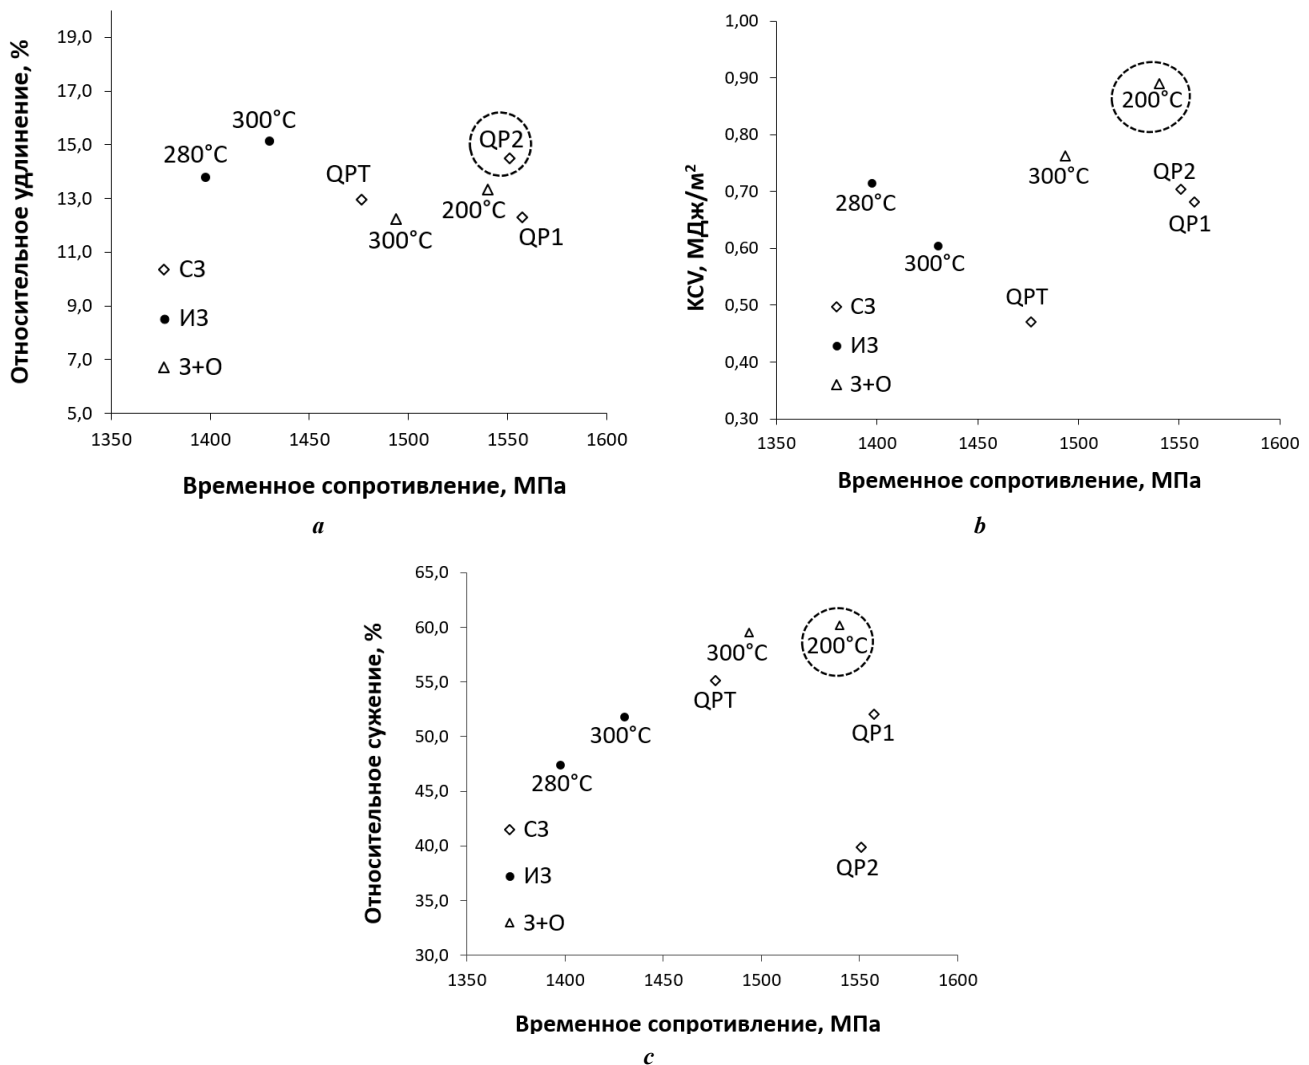 Относительное удлинение, %
19,0
17,0
15,0
13,0
11,0
9,0
7,0
5,0
300°C
280°C
QPT
QP2
200°C
300°C
QP1
СЗ
ИЗ
З+О
1350 1400 1450 1500 1550 1600
Временное сопротивление, МПа
a
KCV, МДж/м²
1,00
0,90
0,80
0,70
0,60
0,50
0,40
0,30
200°C
300°C
QP2
280°C
QP1
300°C
QPT
СЗ
ИЗ
З+О
1350 1400 1450 1500 1550 1600
Временное сопротивление, МПа
b
Относительное сужение, %
65,0
60,0
55,0
50,0
45,0
40,0
35,0
30,0
300°C
200°C
QPT
300°C
QP1
280°C
QP2
СЗ
ИЗ
З+О
1350 1400 1450 1500 1550 1600
Временное сопротивление, МПа
c